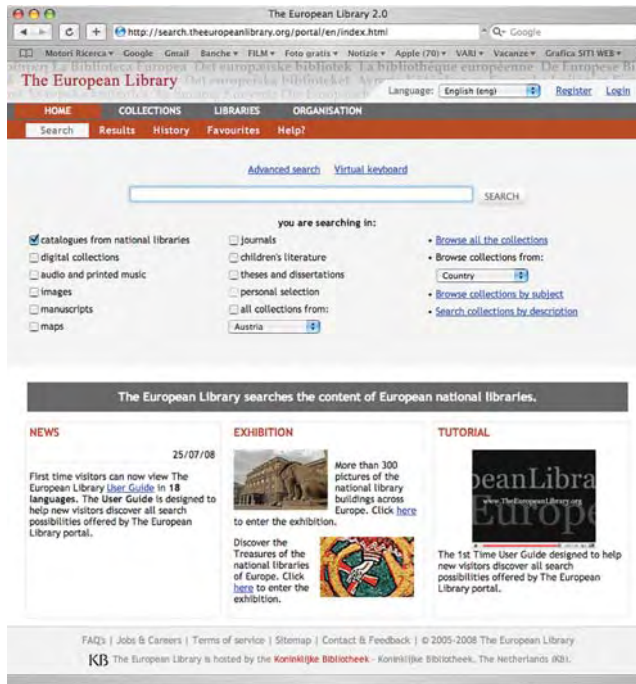 The European Library 2.0
http://search.theeuropeanlibrary.org/portal/en/index.html
Google
Motori Ricerca Google Gmail Banche FILM Foto gratis Notizie Apple (70) VARI Vacanze Grafica SITI WEB
The European Library
Language: English (eng) Register Login
HOME COLLECTIONS LIBRARIES ORGANISATION
Search Results History Favourites Help?
Advanced search Virtual keyboard
SEARCH
you are searching in:
catalogues from national libraries
digital collections
audio and printed music
images
manuscripts
maps
journals
children's literature
theses and dissertations
personal selection
all collections from:
Austria
• Browse all the collections
• Browse collections from:
Country
• Browse collections by subject
• Search collections by description
The European Library searches the content of European national libraries.
NEWS
25/07/08
First time visitors can now view The
European Library User Guide in 18
languages. The User Guide is designed to
help new visitors discover all search
possibilities offered by The European
Library portal.
EXHIBITION
More than 300
pictures of the
national library
buildings across
Europe. Click here
to enter the exhibition.
Discover the
Treasures of the
national libraries
of Europe. Click
here to enter the
exhibition.
TUTORIAL
peanLibra
www.TheEuropeanLibrary.org
Europe
The 1st Time User Guide designed to help
new visitors discover all search
possibilities offered by The European
Library portal.
FAQ's | Jobs & Careers | Terms of service | Sitemap | Contact & Feedback | © 2005-2008 The European Library
KB The European Library is hosted by the Koninklijke Bibliotheek - Koninklijke Bibliotheek, The Netherlands (KB).